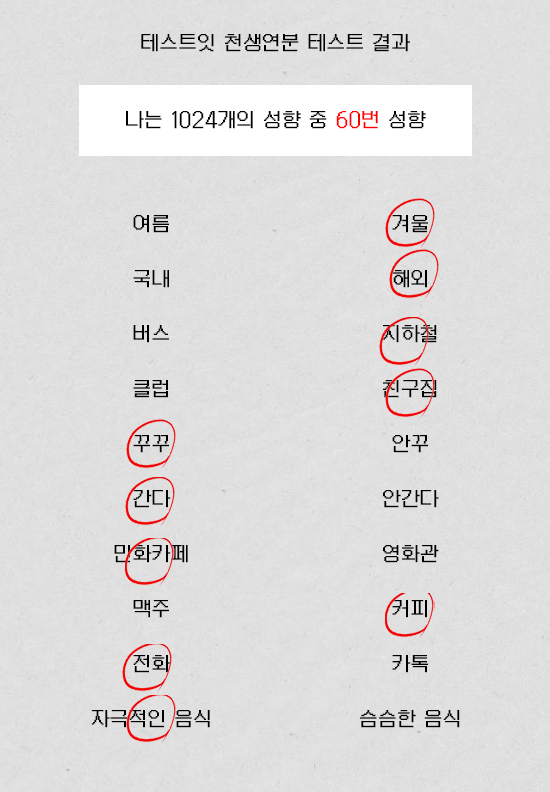 테스트잇 천생연분 테스트 결과
나는 1024개의 성향 중 60번 성향
여름 겨울
국내 해외
버스 지하철
클럽 친구집
꾸꾸 안꾸
간다 안간다
만화카페 영화관
맥주 커피
전화 카톡
자극적인 음식 슴슴한 음식